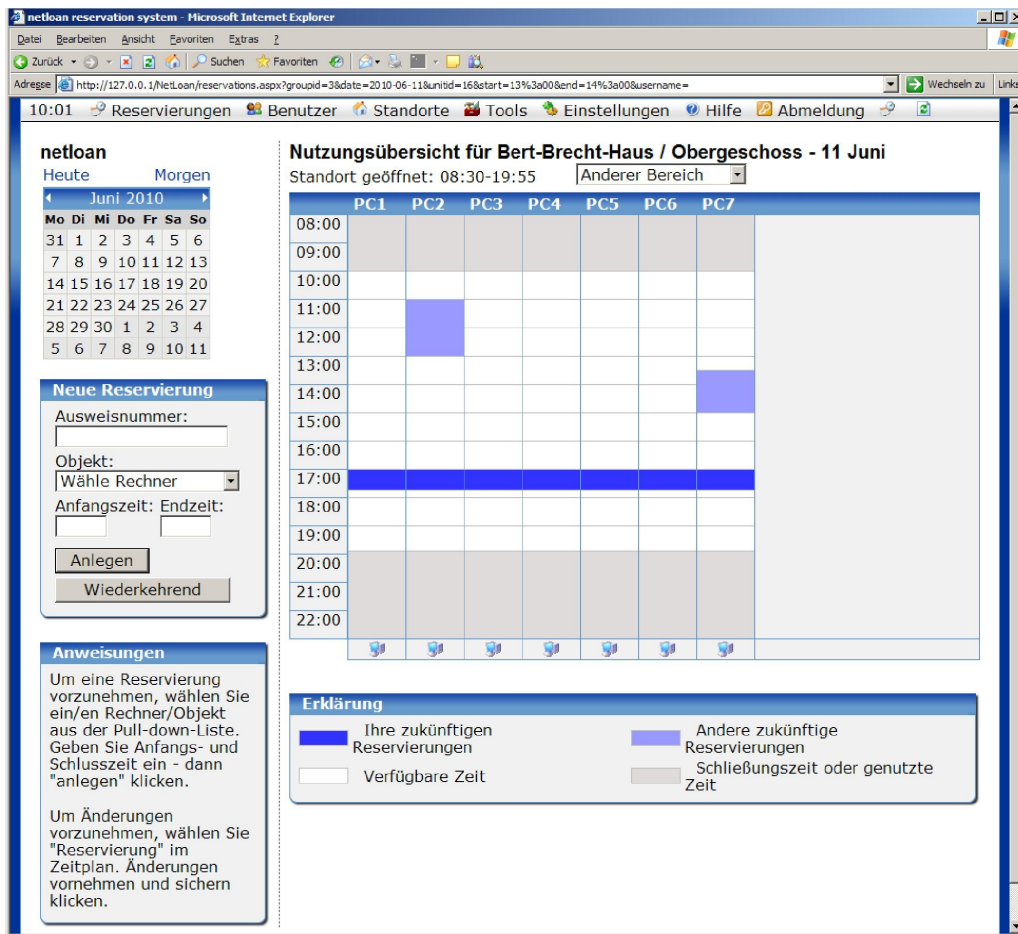 netloan reservation system - Microsoft Internet Explorer
Datei Bearbeiten Ansicht Favoriten Extras ?
Zurück Suchen Favoriten
Adresse http://127.0.0.1/NetLoan/reservations.aspx?groupid=3&date=2010-06-11&unitid=16&start=13%3a00&end=14%3a00&username= Wechseln zu Links
10:01 Reservierungen Benutzer Standorte Tools Einstellungen Hilfe Abmeldung
netloan
Heute Morgen
Juni 2010
Mo Di Mi Do Fr Sa So
31 1 2 3 4 5 6
7 8 9 10 11 12 13
14 15 16 17 18 19 20
21 22 23 24 25 26 27
28 29 30 1 2 3 4
5 6 7 8 9 10 11
Neue Reservierung
Ausweisnummer:
Objekt:
Wähle Rechner
Anfangszeit: Endzeit:
Anlegen
Wiederkehrend
Anweisungen
Um eine Reservierung
vorzunehmen, wählen Sie
ein/en Rechner/Objekt
aus der Pull-down-Liste.
Geben Sie Anfangs- und
Schlusszeit ein - dann
"anlegen" klicken.
Um Änderungen
vorzunehmen, wählen Sie
"Reservierung" im
Zeitplan. Änderungen
vornehmen und sichern
klicken.
Nutzungsübersicht für Bert-Brecht-Haus / Obergeschoss - 11 Juni
Standort geöffnet: 08:30-19:55 Anderer Bereich
PC1 PC2 PC3 PC4 PC5 PC6 PC7
08:00
09:00
10:00
11:00
12:00
13:00
14:00
15:00
16:00
17:00
18:00
19:00
20:00
21:00
22:00
Erklärung
Ihre zukünftigen
Reservierungen
Andere zukünftige
Reservierungen
Verfügbare Zeit
Schließungszeit oder genutzte
Zeit